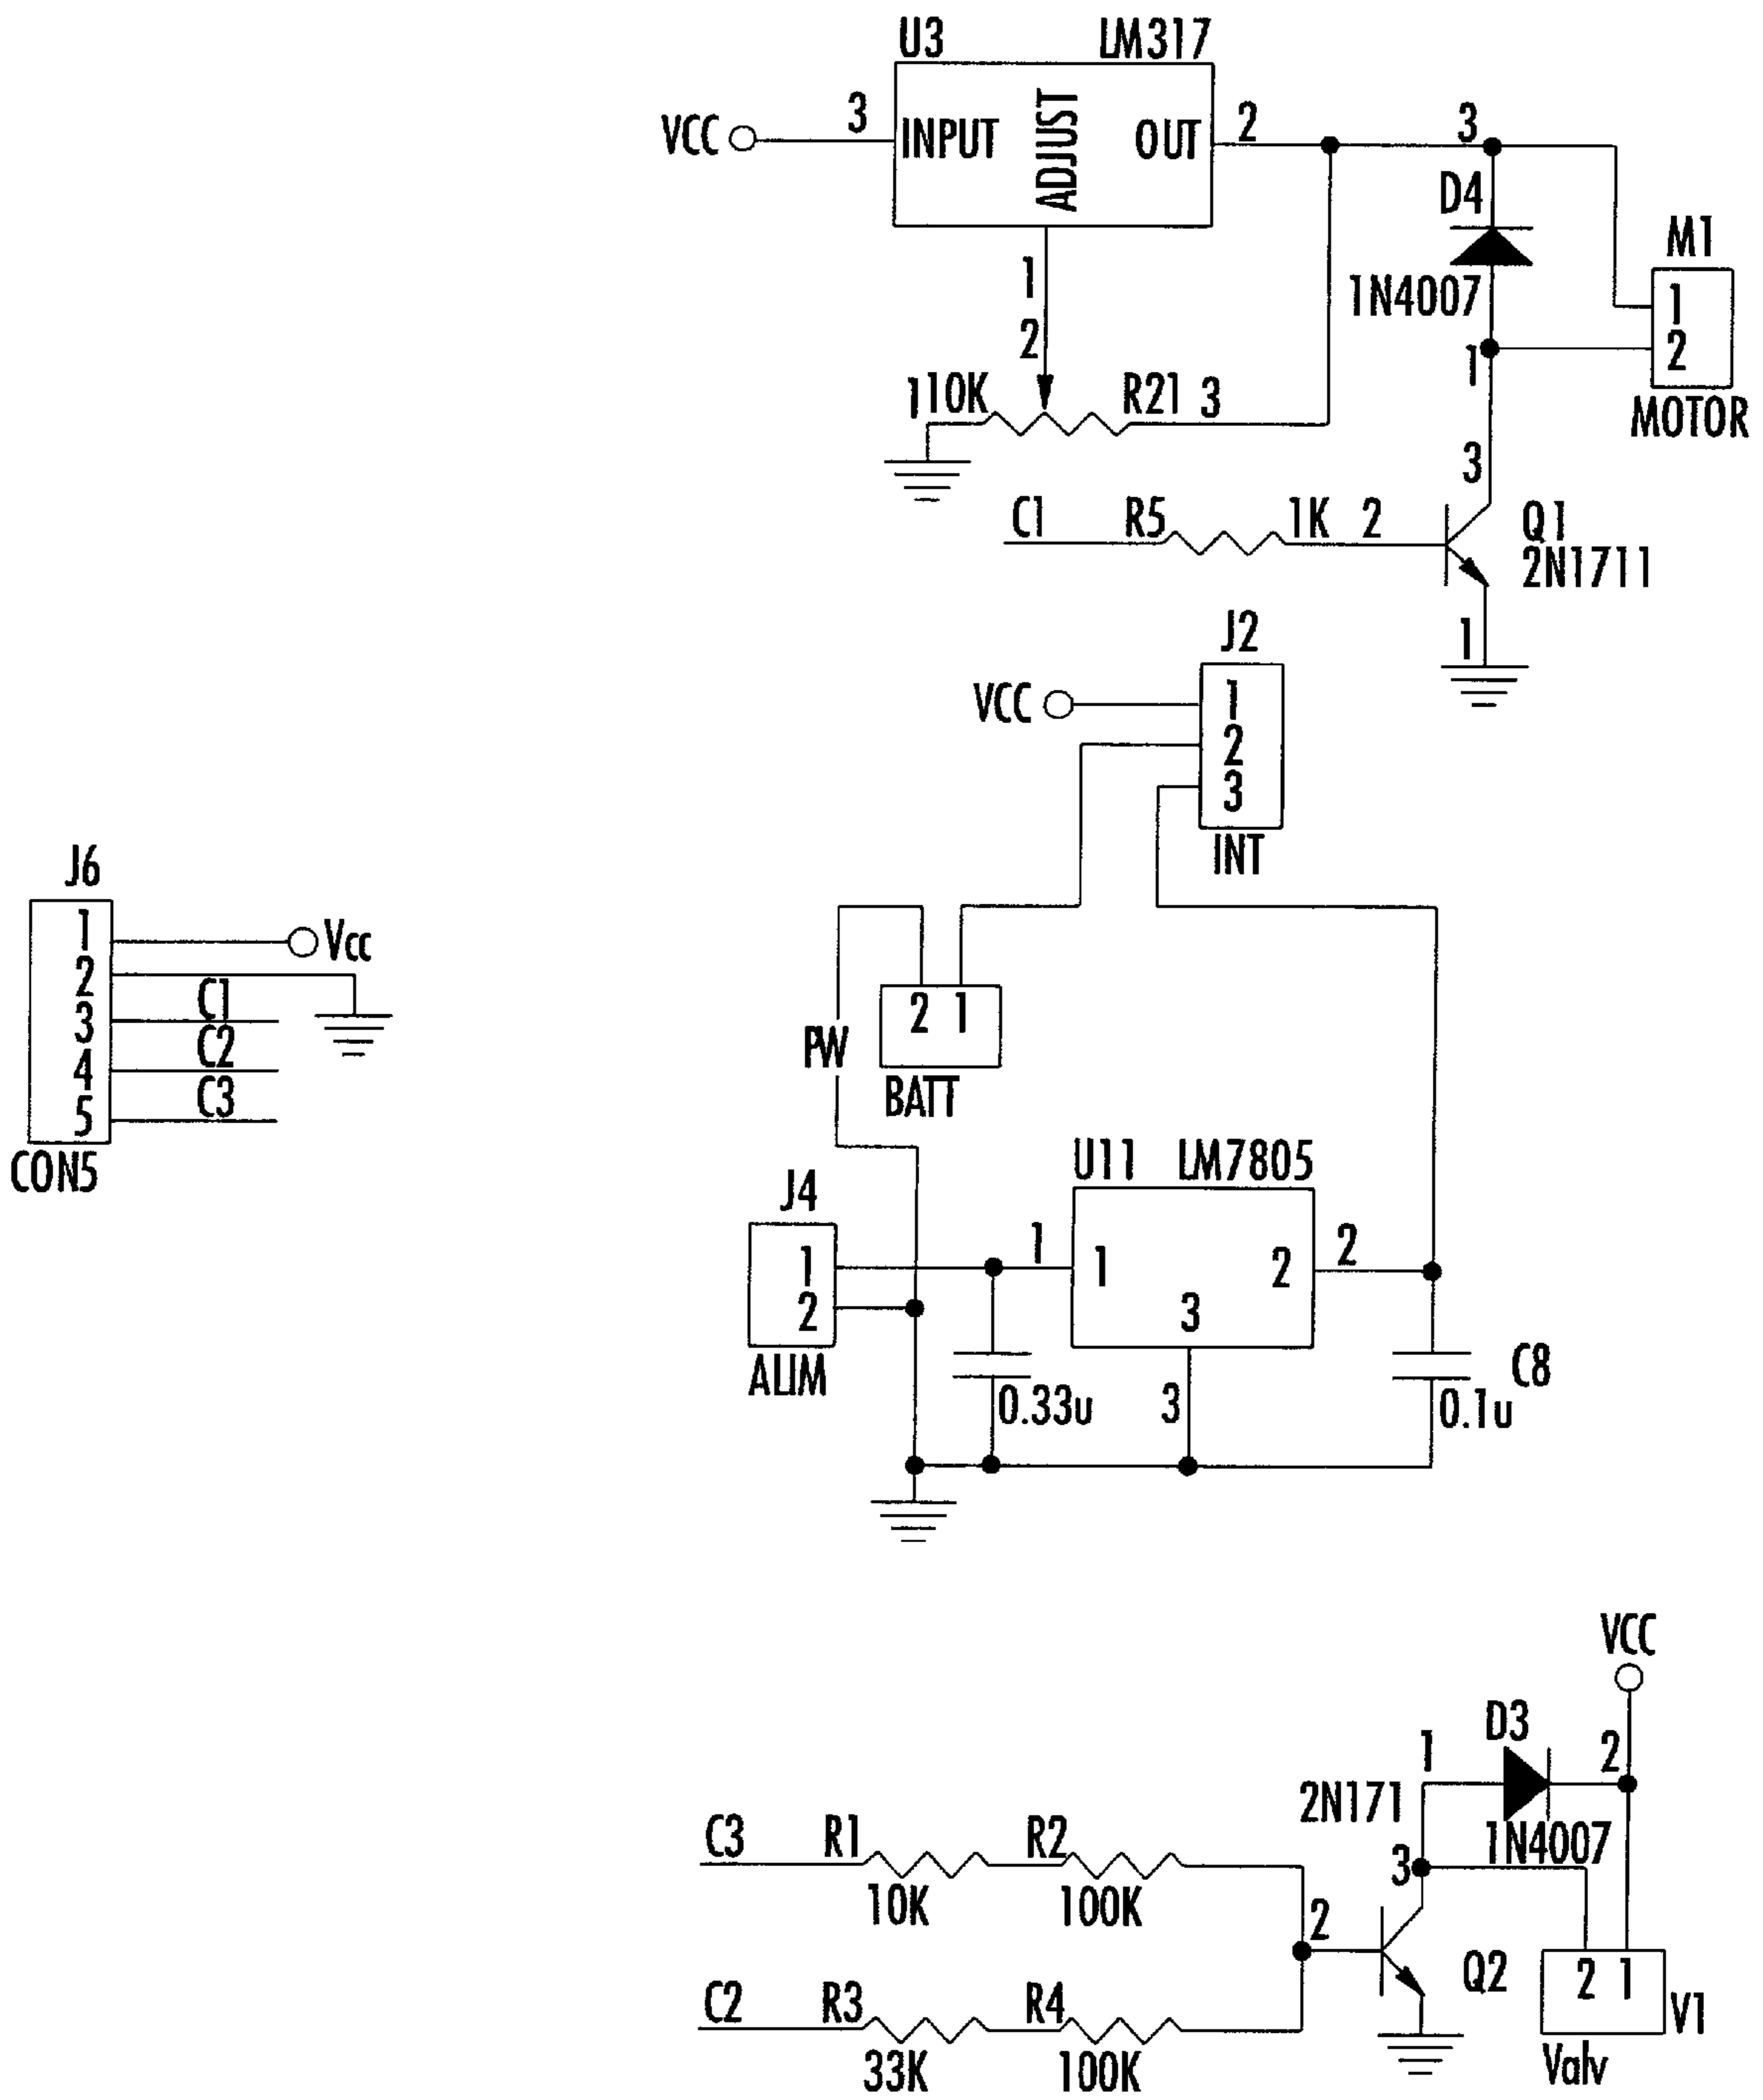 U3 LM317
VCC 3 INPUT ADJUST OUT 2 3
D4
1N4007
M1
1
2
MOTOR
1
1
2
1 10K R21 3
3
C1 R5 1K 2
Q1
2N1711
1
J2
VCC 1
2
3
INT
J6
1 Vcc
2
3 C1
4 C2
5 C3
CON5
PW
2 1
BATT
U11 LM7805
J4
1
2
ALIM
1 1 2 2
3
3
0.33u
C8
0.1u
VCC
D3
1 2
2N171
1N4007
3
C3 R1 R2
10K 100K
2
Q2
2 1
V1
Valv
C2 R3 R4
33K 100K